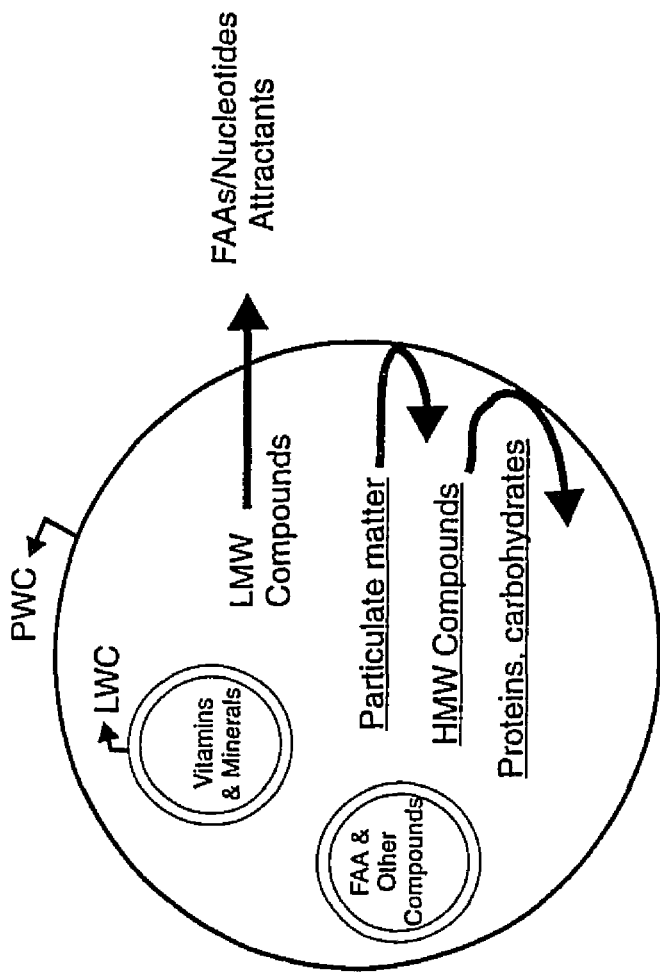 PWC
LWC
Vitamins
& Minerals
FAA &
Other
Compounds
LMW
Compounds
FAAs/Nucleotides
Attractants
Particulate matter
HMW Compounds
Proteins, carbohydrates